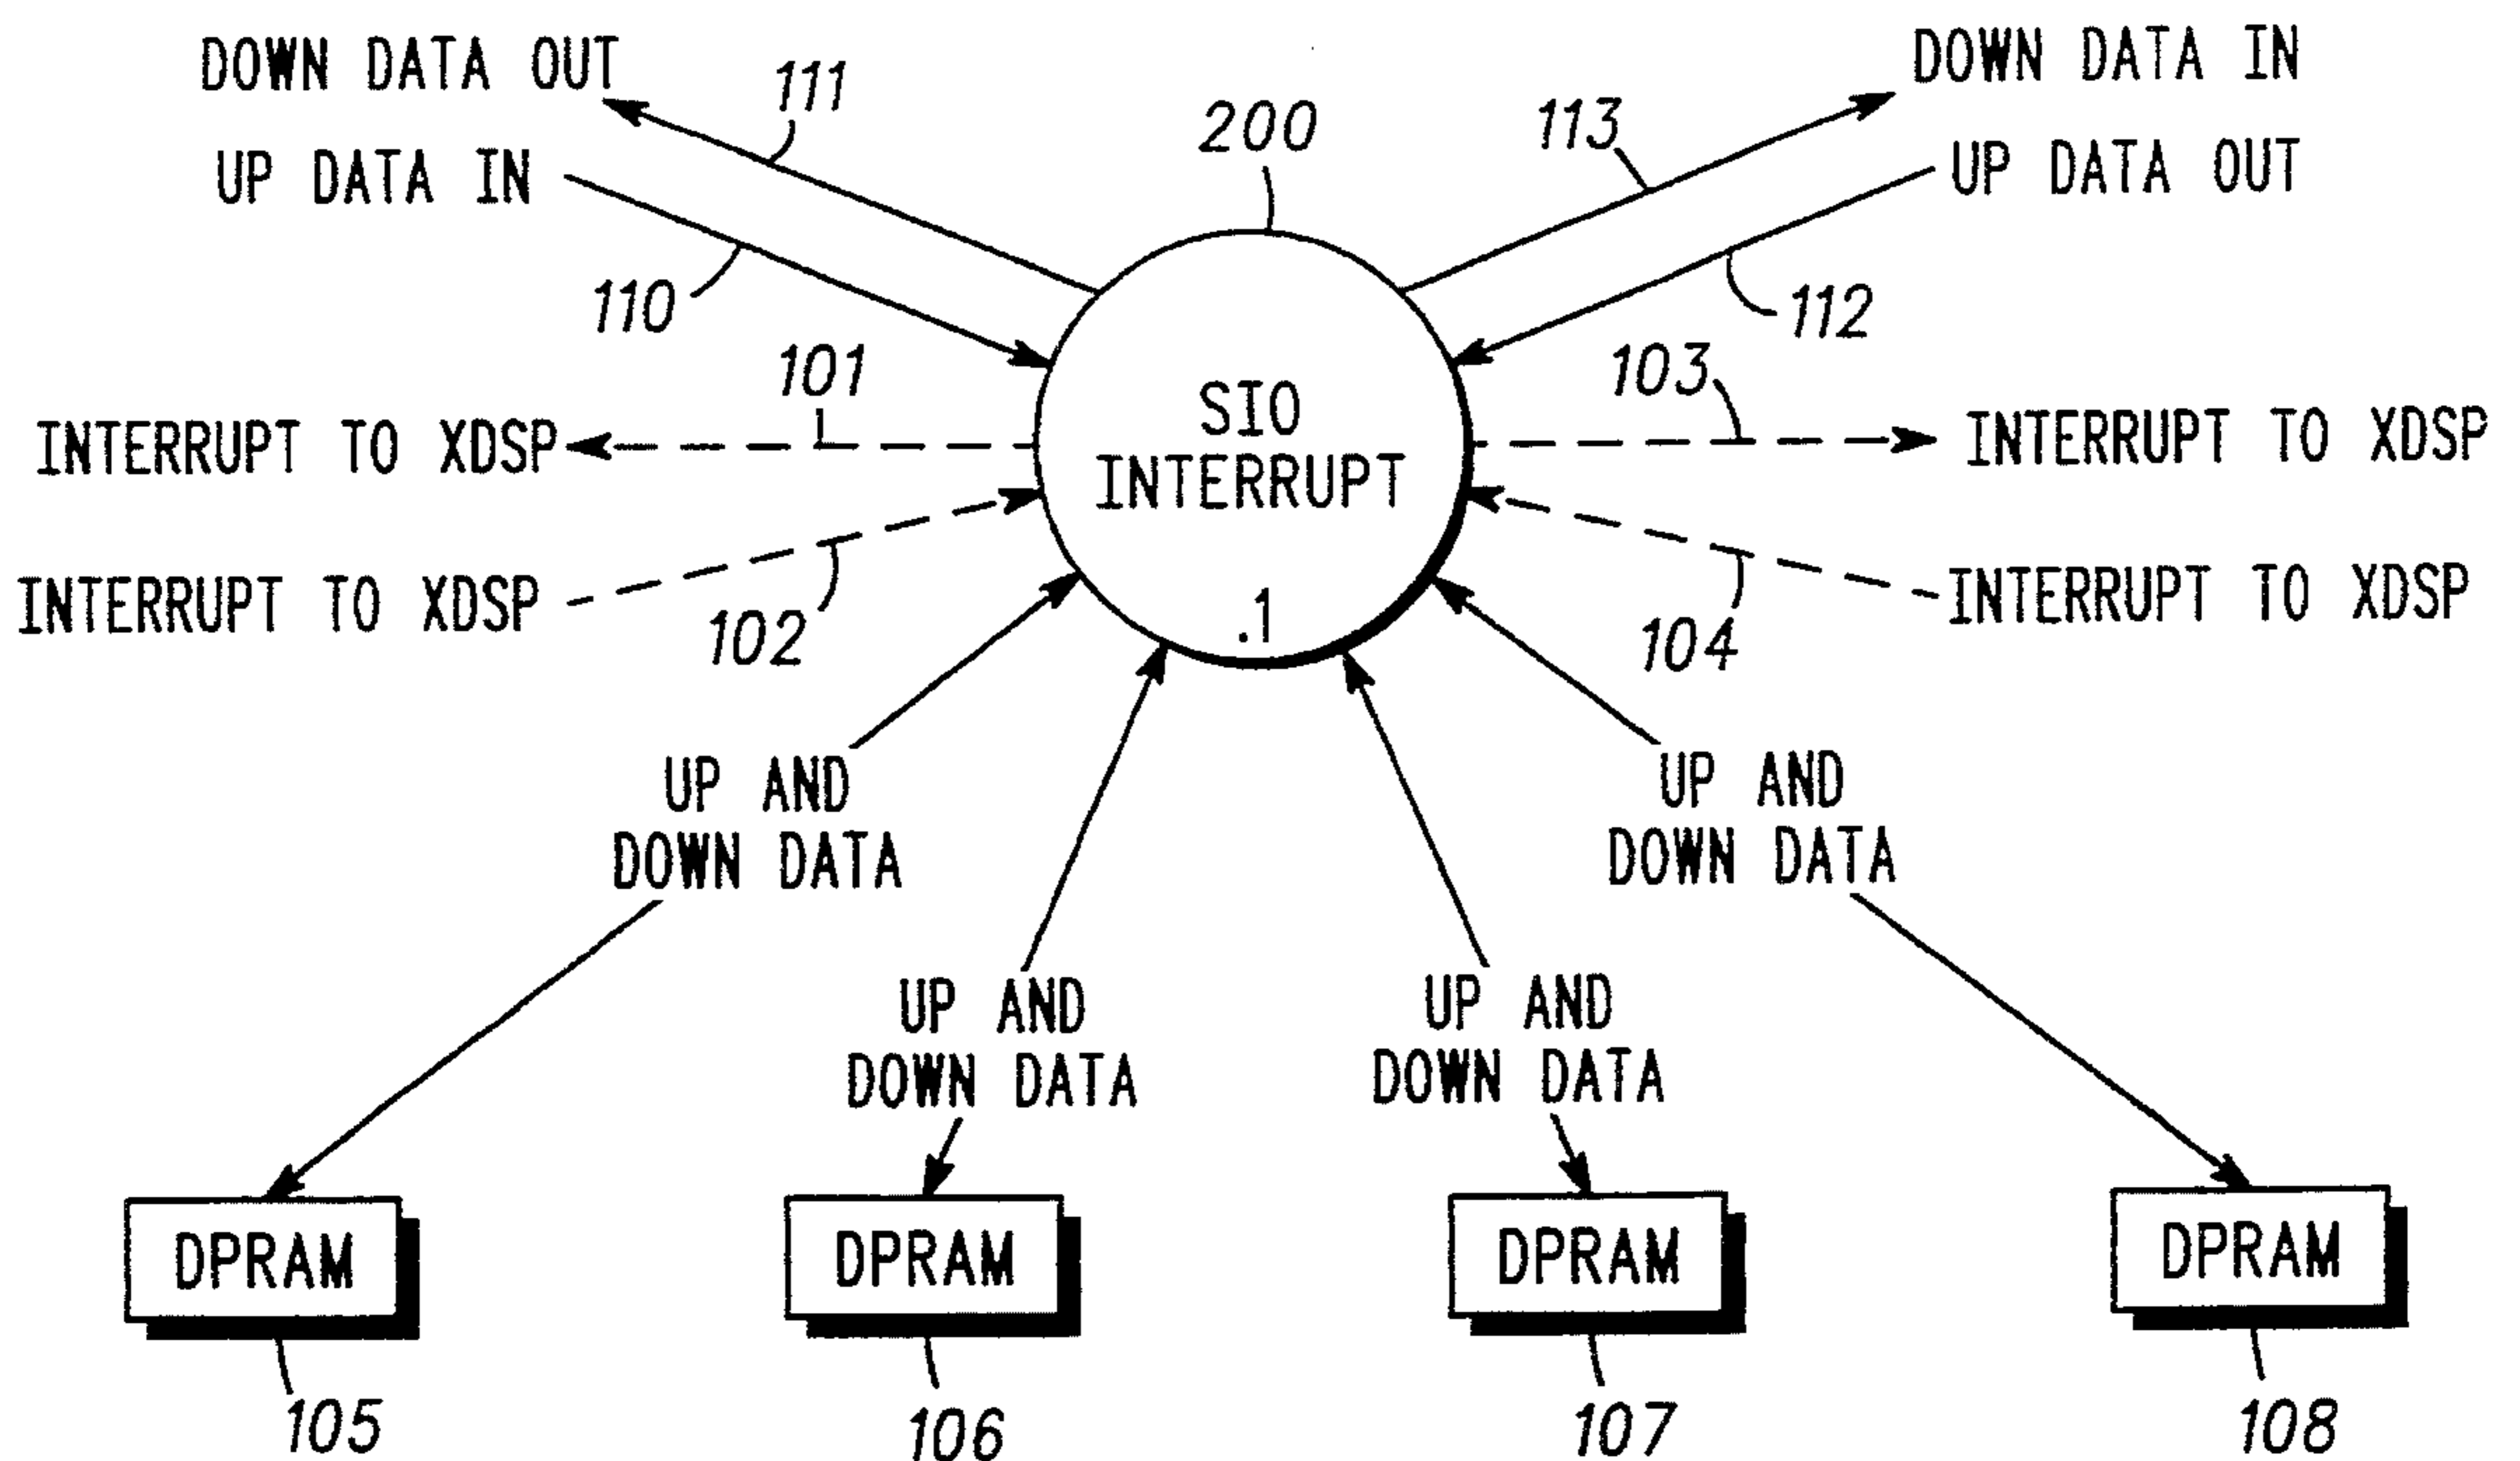 DOWN DATA OUT
111
200
113
DOWN DATA IN
UP DATA IN
UP DATA OUT
110
112
101
103
SIO
INTERRUPT
.1
INTERRUPT TO XDSP
INTERRUPT TO XDSP
INTERRUPT TO XDSP
102
104
INTERRUPT TO XDSP
UP AND
DOWN DATA
UP AND
DOWN DATA
UP AND
DOWN DATA
UP AND
DOWN DATA
DPRAM
DPRAM
DPRAM
DPRAM
105
106
107
108